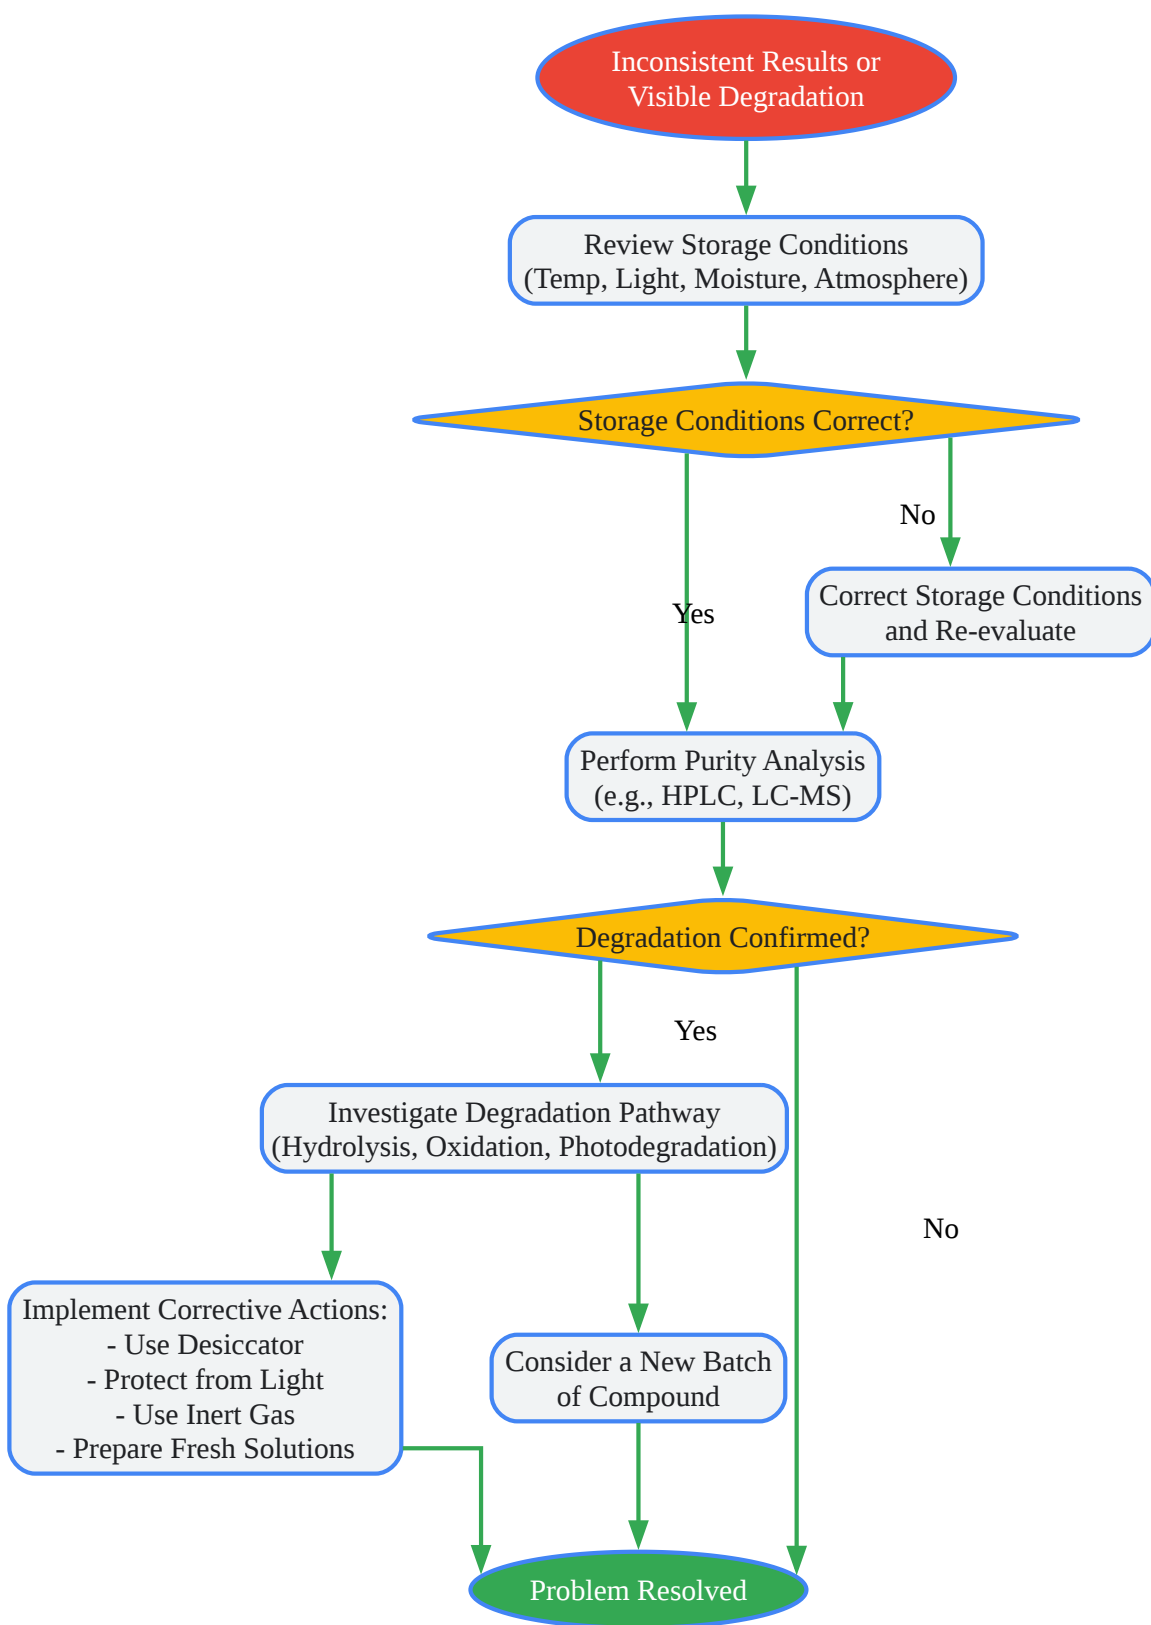 Inconsistent Results or
Visible Degradation
Review Storage Conditions
(Temp, Light, Moisture, Atmosphere)
Storage Conditions Correct?
No
Correct Storage Conditions
and Re-evaluate
Yes
Perform Purity Analysis
(e.g., HPLC, LC-MS)
Degradation Confirmed?
Yes
Investigate Degradation Pathway
(Hydrolysis, Oxidation, Photodegradation)
No
Implement Corrective Actions:
- Use Desiccator
- Protect from Light
- Use Inert Gas
- Prepare Fresh Solutions
Consider a New Batch
of Compound
Problem Resolved